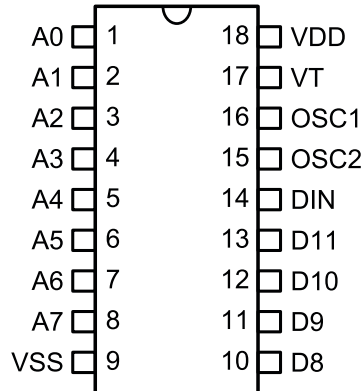 A0 1 18 VDD
A1 2 17 VT
A2 3 16 OSC1
A3 4 15 OSC2
A4 5 14 DIN
A5 6 13 D11
A6 7 12 D10
A7 8 11 D9
VSS 9 10 D8